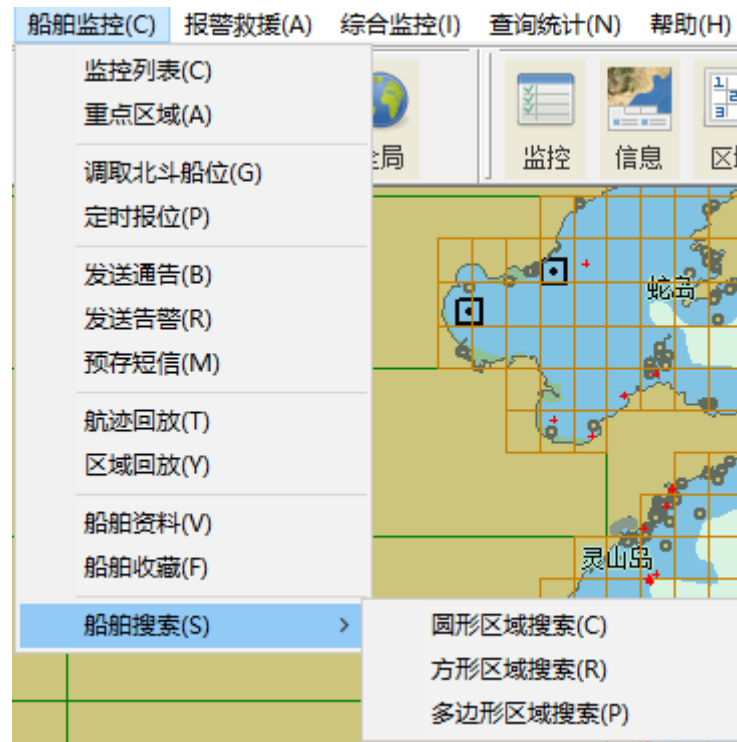 船舶监控(C) 报警救援(A) 综合监控(I) 查询统计(N) 帮助(H)
监控列表(C)
重点区域(A)
调取北斗船位(G)
定时报位(P)
发送通告(B)
发送告警(R)
预存短信(M)
航迹回放(T)
区域回放(Y)
船舶资料(V)
船舶收藏(F)
船舶搜索(S)
圆形区域搜索(C)
方形区域搜索(R)
多边形区域搜索(P)
局 监控 信息 区
蛇岛
灵山岛